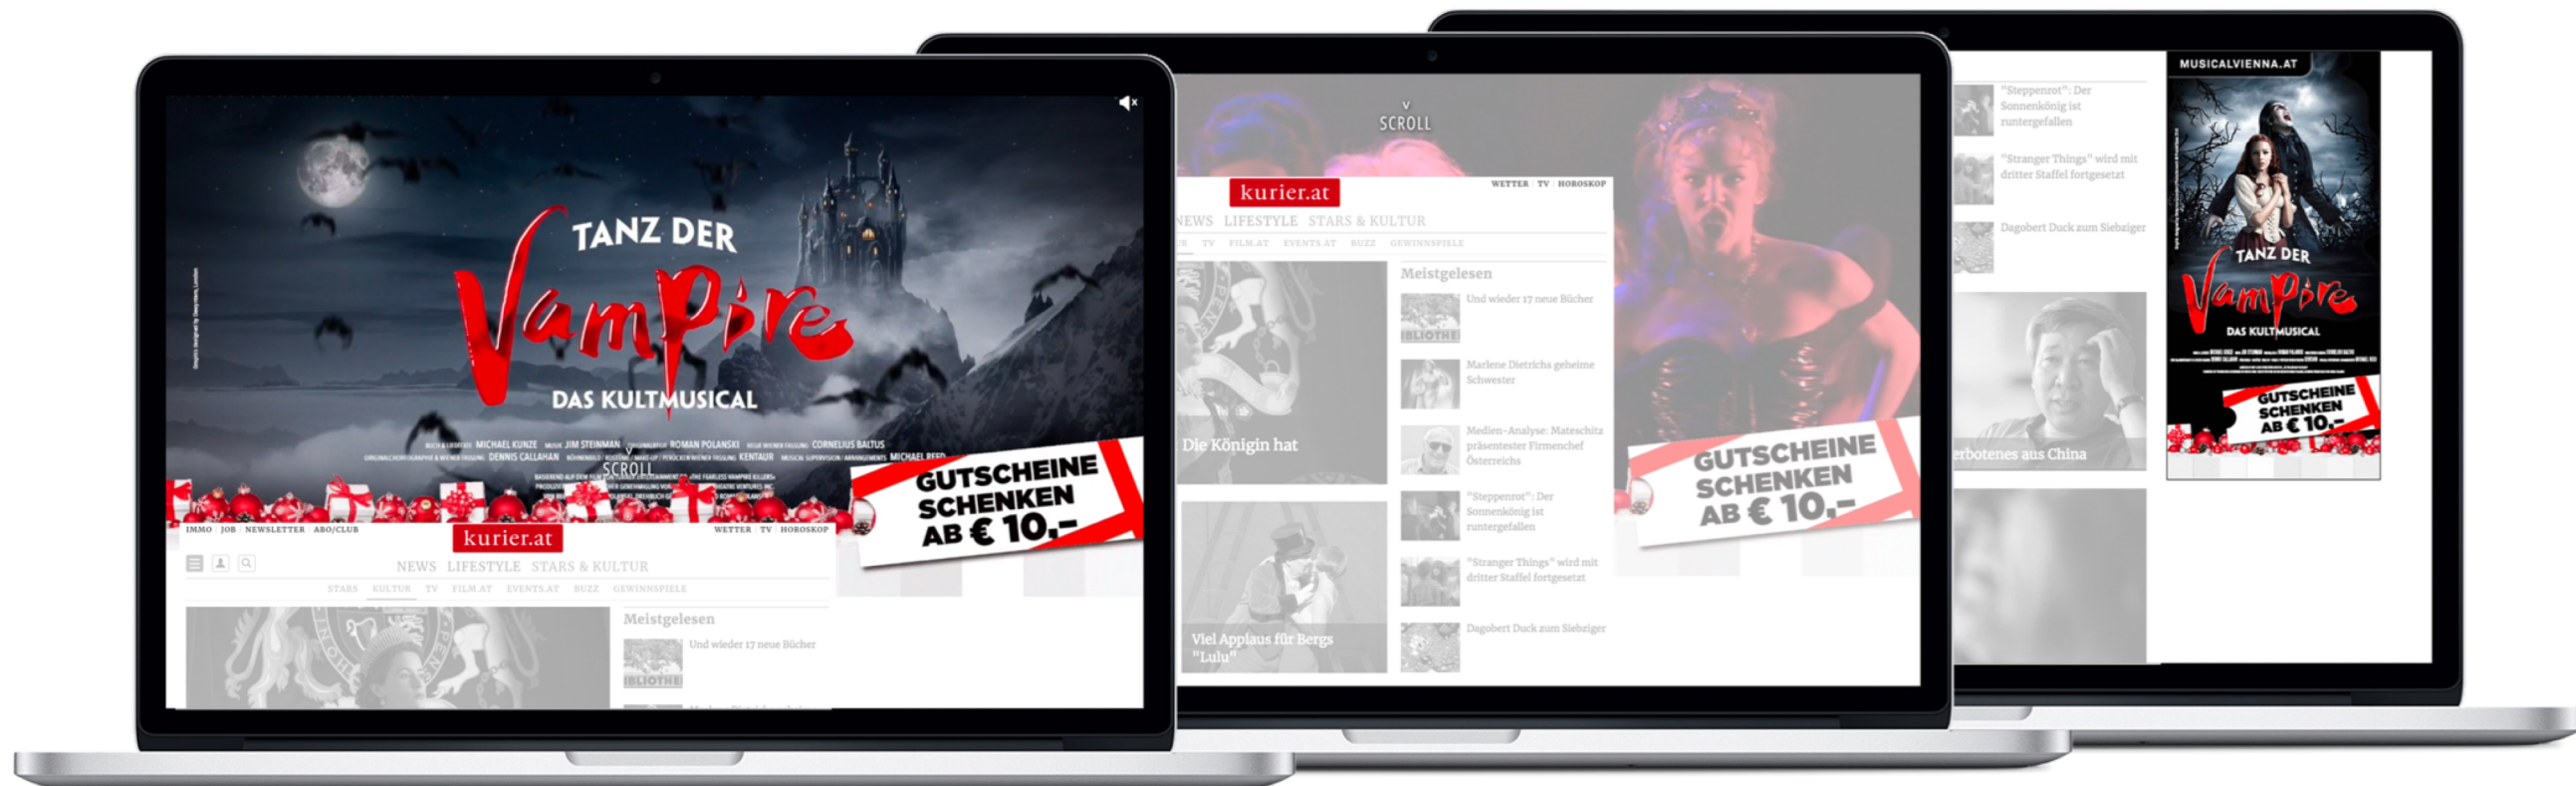 TANZ DER
Vampire
DAS KULTMUSICAL
MICHAEL KUNZE JIM STEINMAN ROMAN POLANSKI CORNELIUS BALTUS
DENNIS CALLAHAN KENTAUR MICHAEL REED
SCROLL
GUTSCHEINE
SCHENKEN
AB € 10,-
IMMO JOB NEWSLETTER ABO/CLUB
kurier.at
WETTER TV HOROSKOP
NEWS LIFESTYLE STARS & KULTUR
STARS KULTUR TV FILM.AT EVENTS.AT BUZZ GEWINNSPIELE
Meistgelesen
Und wieder 17 neue Bücher
IBLIOTHE
v
SCROLL
kurier.at
WETTER TV HOROSKOP
NEWS LIFESTYLE STARS & KULTUR
TV FILM.AT EVENTS.AT BUZZ GEWINNSPIELE
Die Königin hat
Viel Applaus für Bergs
"Lulu"
Meistgelesen
Und wieder 17 neue Bücher
IBLIOTHE
Marlene Dietrichs geheime
Schwester
Medien-Analyse: Mateschitz
präsentester Firmenchef
Österreichs
"Steppenrot": Der
Sonnenkönig ist
runtergefallen
"Stranger Things" wird mit
dritter Staffel fortgesetzt
Dagobert Duck zum Siebziger
GUTSCHEINE
SCHENKEN
AB € 10,-
"Steppenrot": Der
Sonnenkönig ist
runtergefallen
"Stranger Things" wird mit
dritter Staffel fortgesetzt
Dagobert Duck zum Siebziger
erbotenes aus China
MUSICALVIENNA.AT
TANZ DER
Vampire
DAS KULTMUSICAL
GUTSCHEINE
SCHENKEN
AB € 10,-